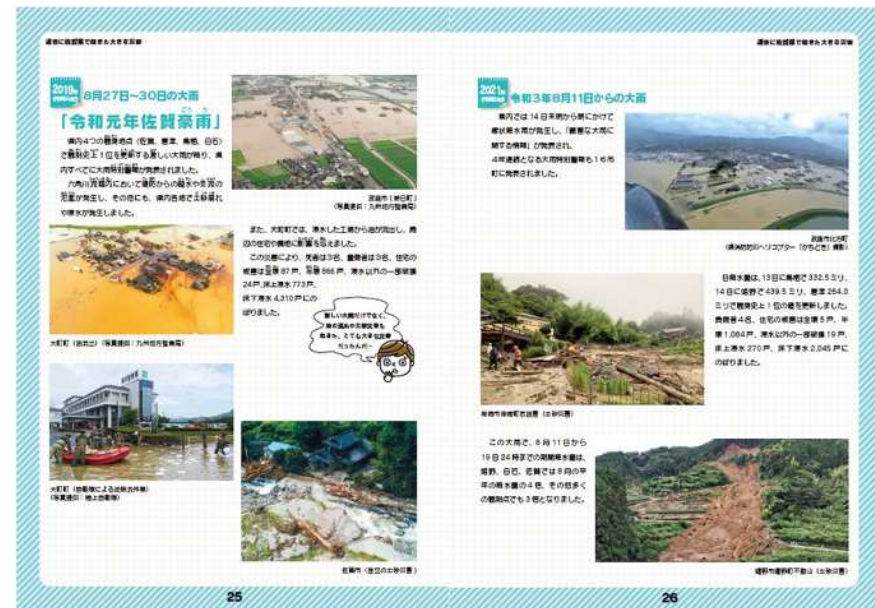 過去に佐賀県で起きた大きな災害
2019年
8月27日〜30日の大雨
「令和元年佐賀豪雨」
ごう う
県内4つの観測地点(佐賀、唐津、鳥栖、白石)
で観測史上1位を更新する激しい大雨が降り、県
内すべてに大雨特別警報が発表されました。
六角川流域内において堤防からの越水や支流の
氾濫が発生し、その他にも、県内各地で土砂崩れ
や浸水が発生しました。
武雄市(朝日町)
(写真提供:九州地方整備局)
また、大町町では、浸水した工場から油が流出し、周
辺の住宅や農地に影響を与えました。
この災害により、死者は3名、重傷者は3名、住宅の
被害は全壊87戸、半壊866戸、浸水以外の一部破損
24戸、床上浸水773戸、
床下浸水4,310戸にの
ぼりました。
大町町(油流出)(写真提供:九州地方整備局)
大町町(自衛隊による油除去作業)
(写真提供:陸上自衛隊)
25
過去に佐賀県で起きた大きな災害
2021年
令和3年8月11日からの大雨
県内では14日未明から朝にかけて
線状降水帯が発生し、「顕著な大雨に
関する情報」が発表され、
4年連続となる大雨特別警報も16市
町に発表されました。
武雄市北方町
(県消防防災ヘリコプター「かちどき」撮影)
日降水量は、13日に鳥栖で332.5ミリ、
14日に嬉野で439.5ミリ、唐津264.0
ミリで観測史上1位の値を更新しました。
負傷者4名、住宅の被害は全壊5戸、半
壊1,084戸、浸水以外の一部破損19戸、
床上浸水270戸、床下浸水2,045戸に
のぼりました。
この大雨で、8月11日から
19日24時までの期間降水量は、
嬉野、白石、佐賀では8月の平
年の降水量の4倍、その他多く
の観測点でも3倍となりました。
嬉野市嬉野町不動山(土砂災害)
26